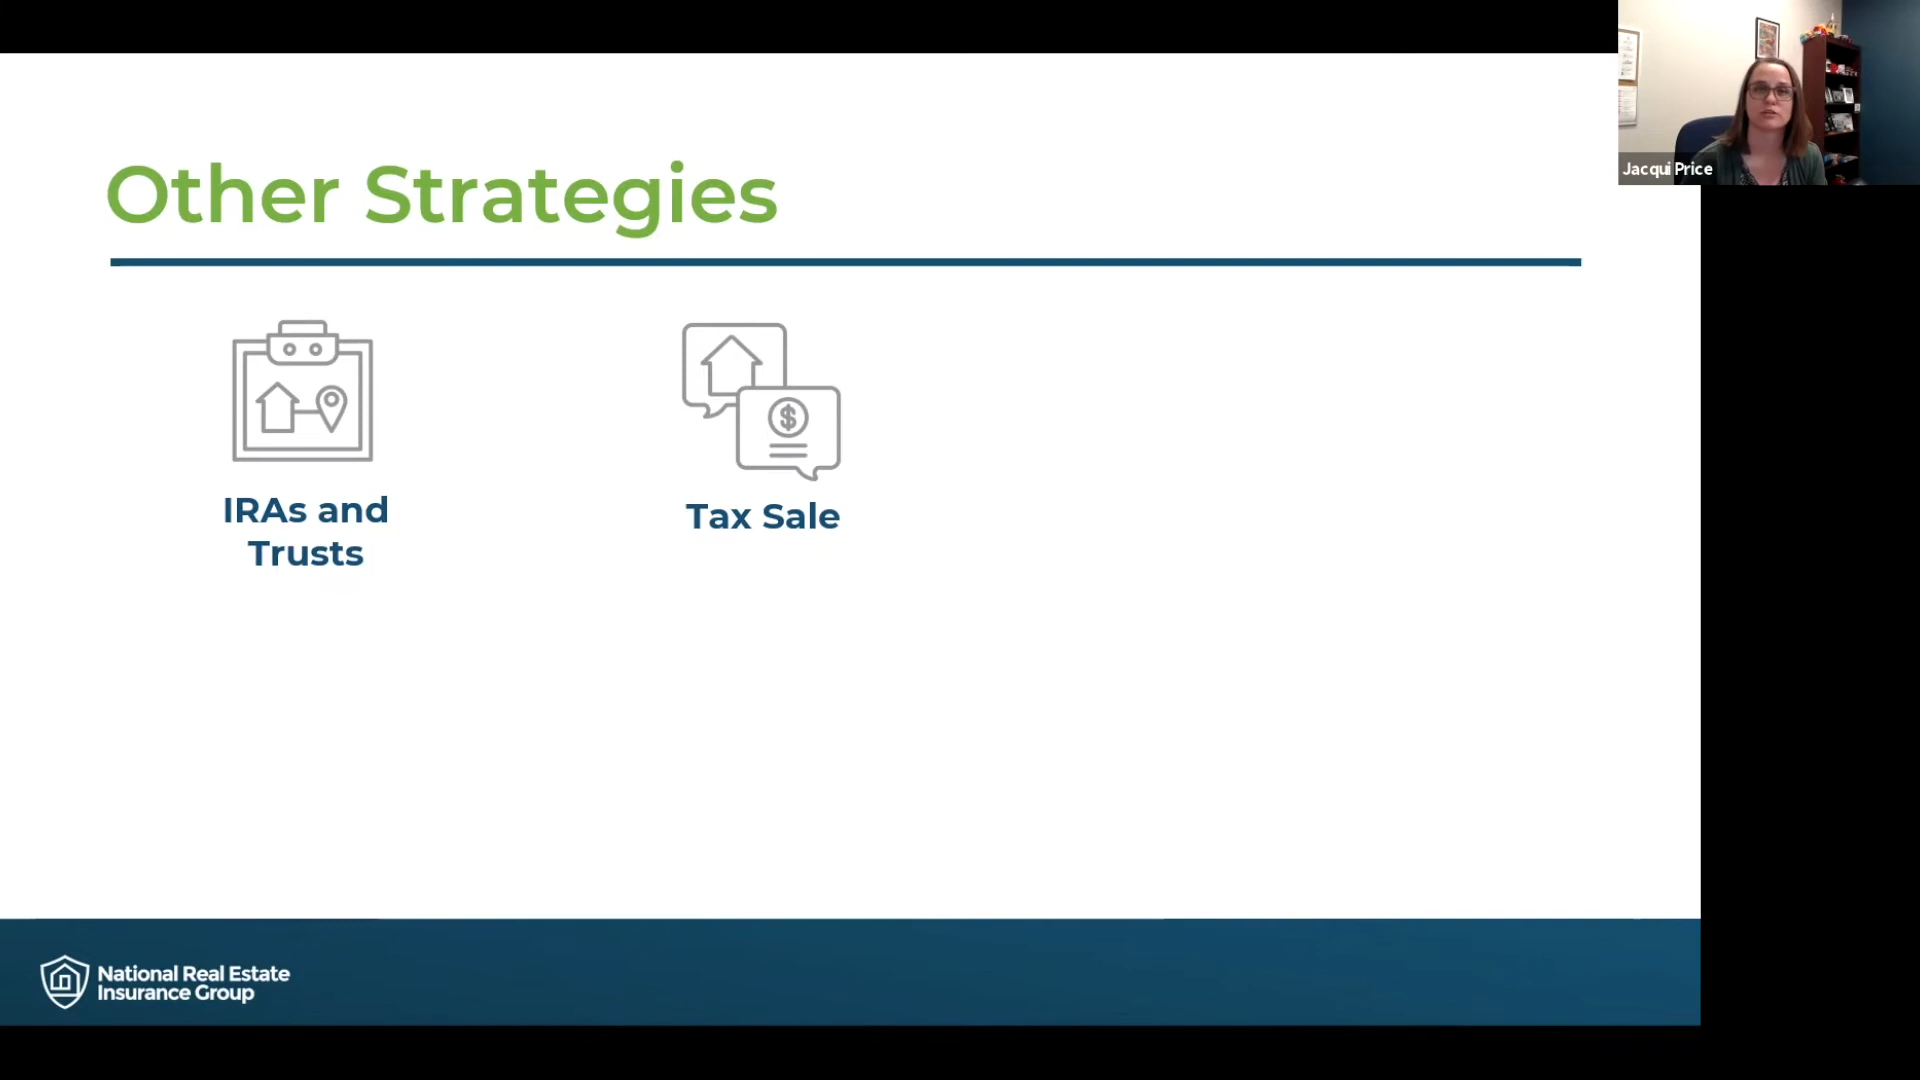 Other Strategies
Jacqui Price
IRAs and
Trusts
Tax Sale
$
National Real Estate
Insurance Group